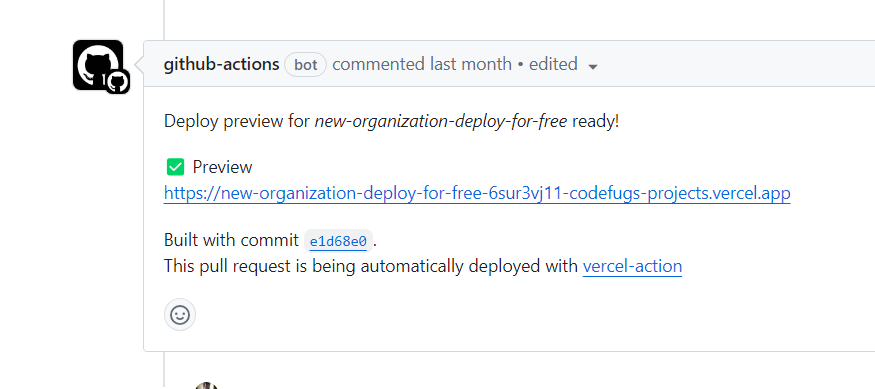 github-actions bot commented last month • edited
Deploy preview for new-organization-deploy-for-free ready!
✅ Preview
https://new-organization-deploy-for-free-6sur3vj11-codefugs-projects.vercel.app
Built with commit e1d68e0.
This pull request is being automatically deployed with vercel-action